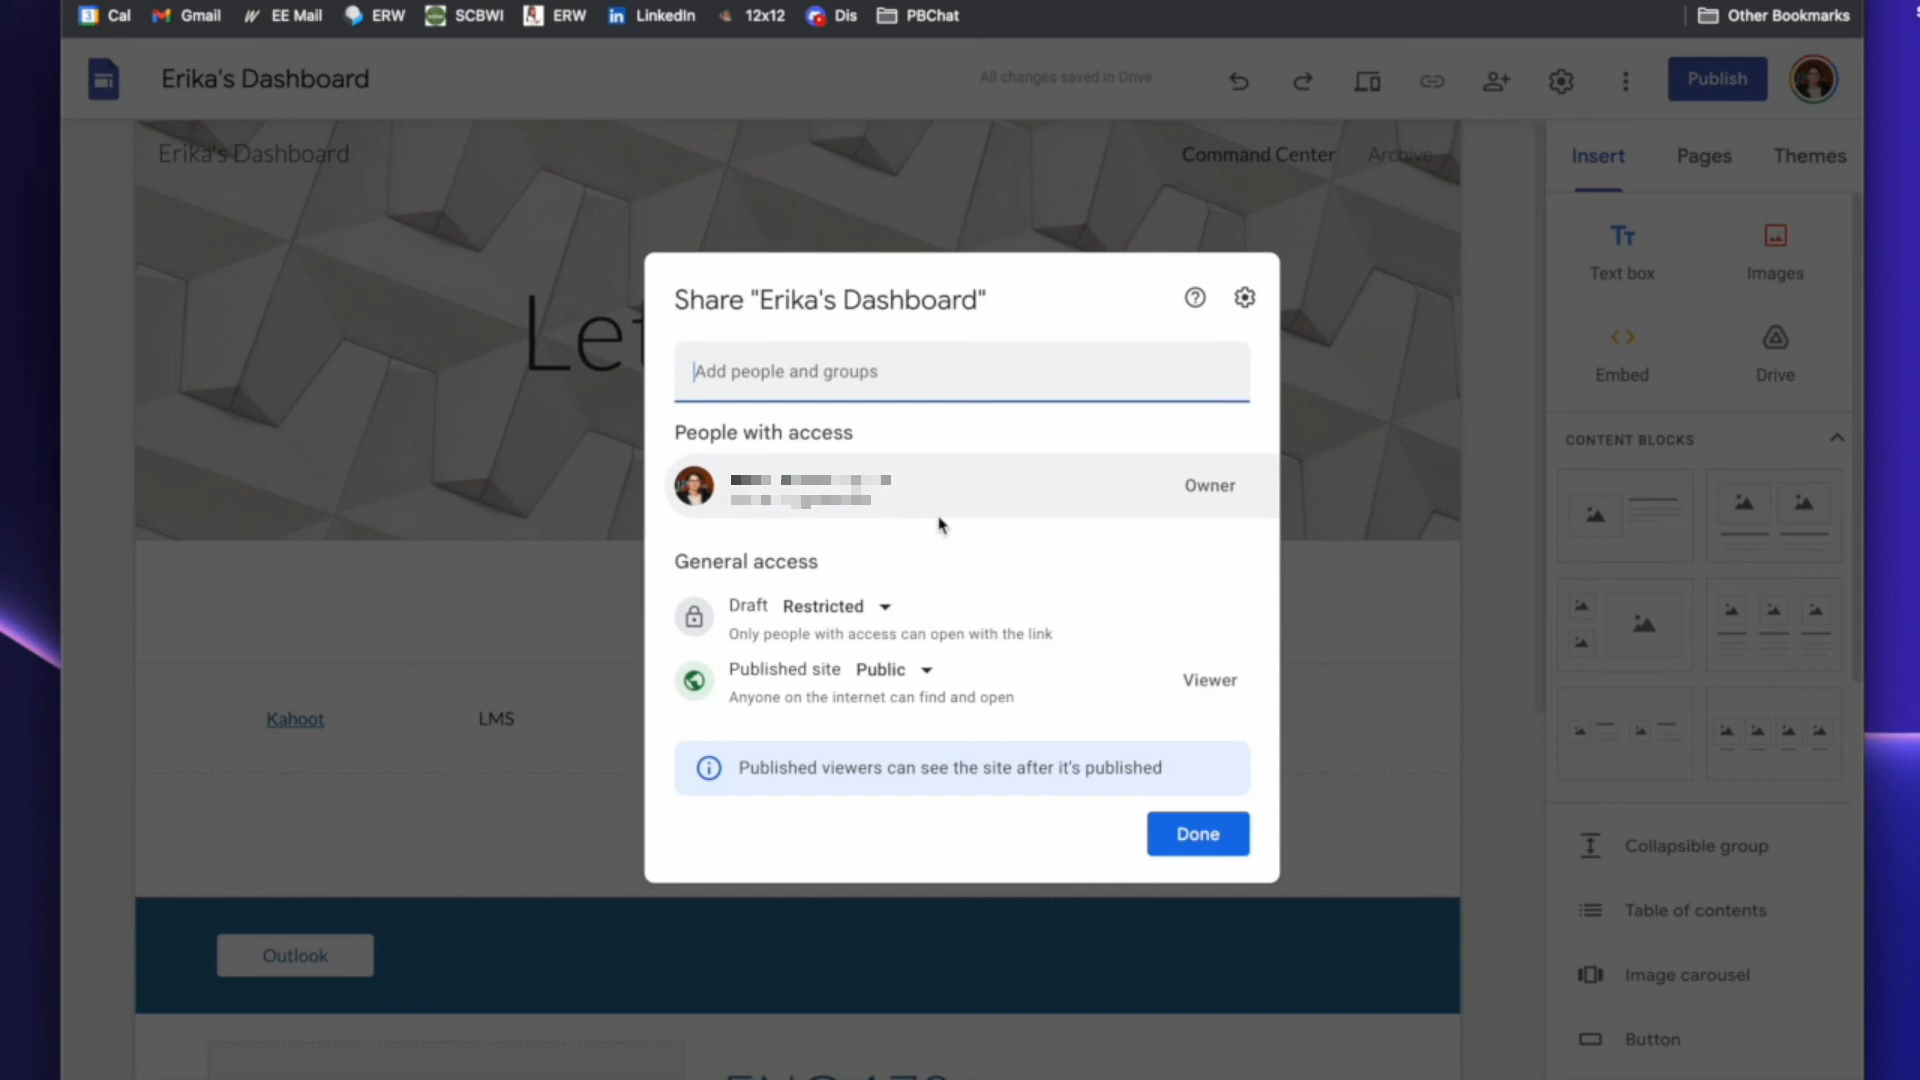 Cal Gmail EE Mail ERW SCBWI ERW LinkedIn 12x12 Dis PBChat Other Bookmarks
Erika's Dashboard All changes saved in Drive Publish
Erika's Dashboard Command Center Archive
Insert Pages Themes
Text box Images
Embed Drive
CONTENT BLOCKS
Let
Share "Erika's Dashboard"
Add people and groups
People with access
Owner
General access
Draft Restricted
Only people with access can open with the link
Published site Public
Anyone on the internet can find and open
Viewer
Published viewers can see the site after it's published
Done
Kahoot LMS
Outlook
Collapsible group
Table of contents
Image carousel
Button